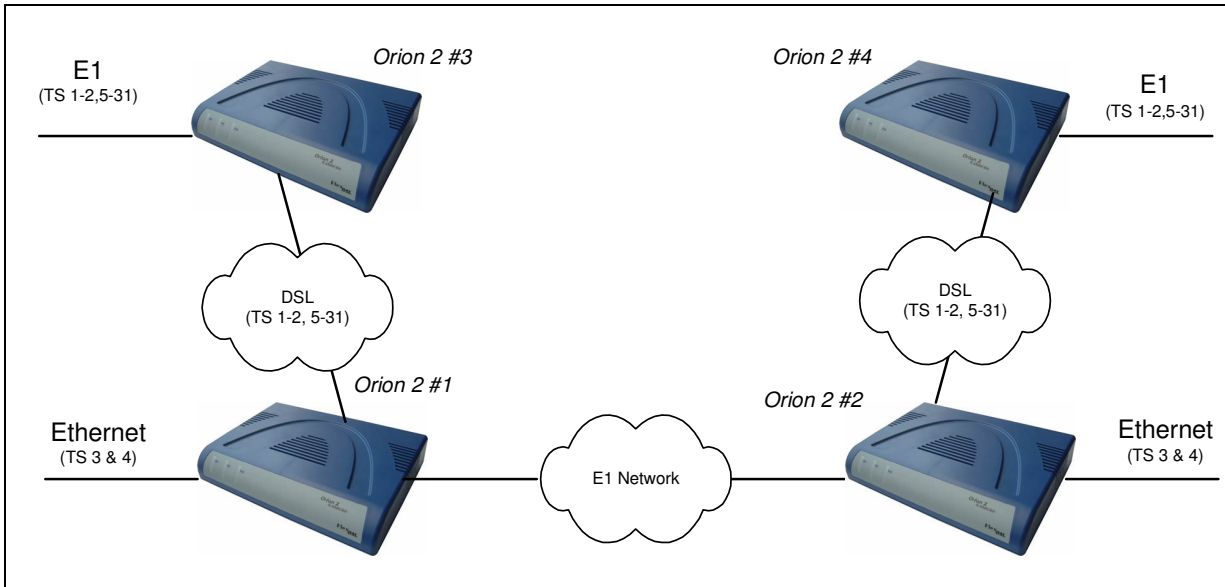 Orion 2 #3
E1
(TS 1-2,5-31)
Orion 2 #4
E1
(TS 1-2,5-31)
DSL
(TS 1-2, 5-31)
DSL
(TS 1-2, 5-31)
Orion 2 #1
Ethernet
(TS 3 & 4)
E1 Network
Orion 2 #2
Ethernet
(TS 3 & 4)